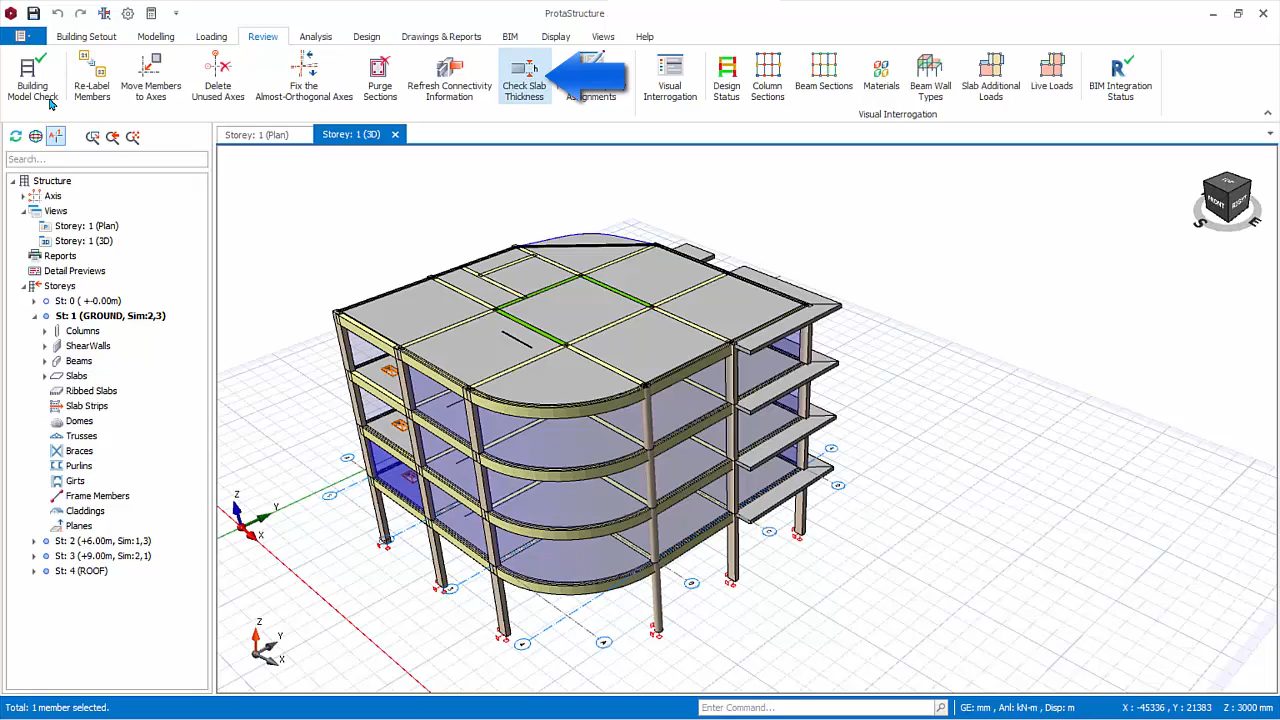 ProtaStructure
Building Setout
Modelling
Loading
Review
Analysis
Design
Drawings & Reports
BIM
Display
Views
Help
Building
Model Check
Re-Label
Members
Move Members
to Axes
Delete
Unused Axes
Fix the
Almost-Orthogonal Axes
Purge
Sections
Refresh Connectivity
Information
Check Slab
Thickness
Assignments
Visual
Interrogation
Design
Status
Column
Sections
Beam Sections
Materials
Beam Wall
Types
Slab Additional
Loads
Live Loads
BIM Integration
Status
Visual Interrogation
Storey: 1 (Plan)
Storey: 1 (3D)
Search...
Structure
Axis
Views
Storey: 1 (Plan)
Storey: 1 (3D)
Reports
Detail Previews
Storeys
St: 0 ( +-0.00m)
St: 1 (GROUND, Sim:2,3)
Columns
ShearWalls
Beams
Slabs
Ribbed Slabs
Slab Strips
Domes
Trusses
Braces
Purlins
Girts
Frame Members
Claddings
Planes
St: 2 (+6.00m, Sim:1,3)
St: 3 (+9.00m, Sim:2,1)
St: 4 (ROOF)
TOP
FRONT
RIGHT
S
E
Z
Y
X
Z
Y
X
Total: 1 member selected.
Enter Command...
GE: mm , Anl: kN-m , Disp: m
X : -45336 , Y : 21383
Z : 3000 mm